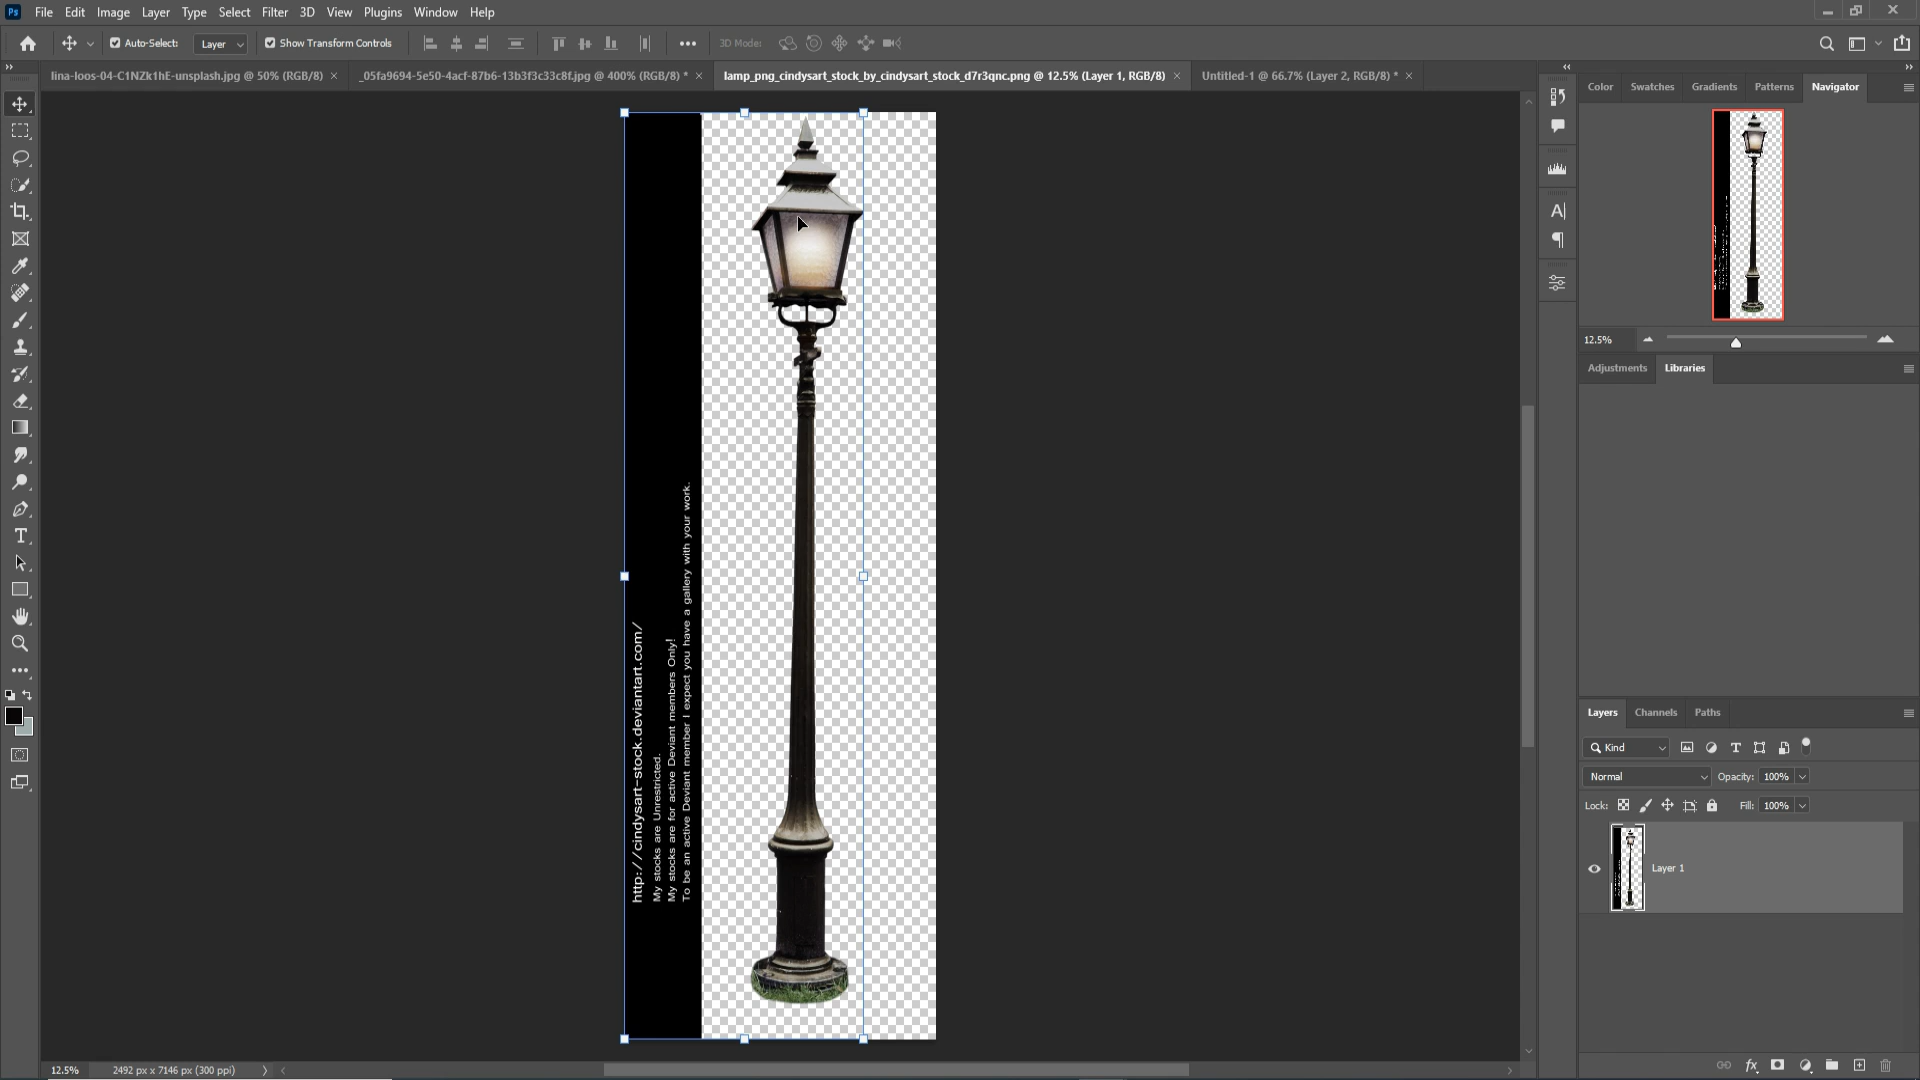 Ps File Edit Image Layer Type Select Filter 3D View Plugins Window Help
Auto-Select: Layer Show Transform Controls 3D Mode:
lina-loos-04-C1NZk1hE-unsplash.jpg @ 50% (RGB/8) × _05fa9694-5e50-4acf-87b6-13b3f3c33c8f.jpg @ 400% (RGB/8) * × lamp_png_cindysart_stock_by_cindysart_stock_d7r3qnc.png @ 12.5% (Layer 1, RGB/8) × Untitled-1 @ 66.7% (Layer 2, RGB/8) * ×
Color Swatches Gradients Patterns Navigator
12.5%
Adjustments Libraries
http://cindysart-stock.deviantart.com/
My stocks are Unrestricted.
My stocks are for active Deviant members Only!
To be an active Deviant member I expect you have a gallery with your work.
Layers Channels Paths
Kind
Normal Opacity: 100%
Lock: Fill: 100%
Layer 1
fx
12.5% 2492 px x 7146 px (300 ppi)